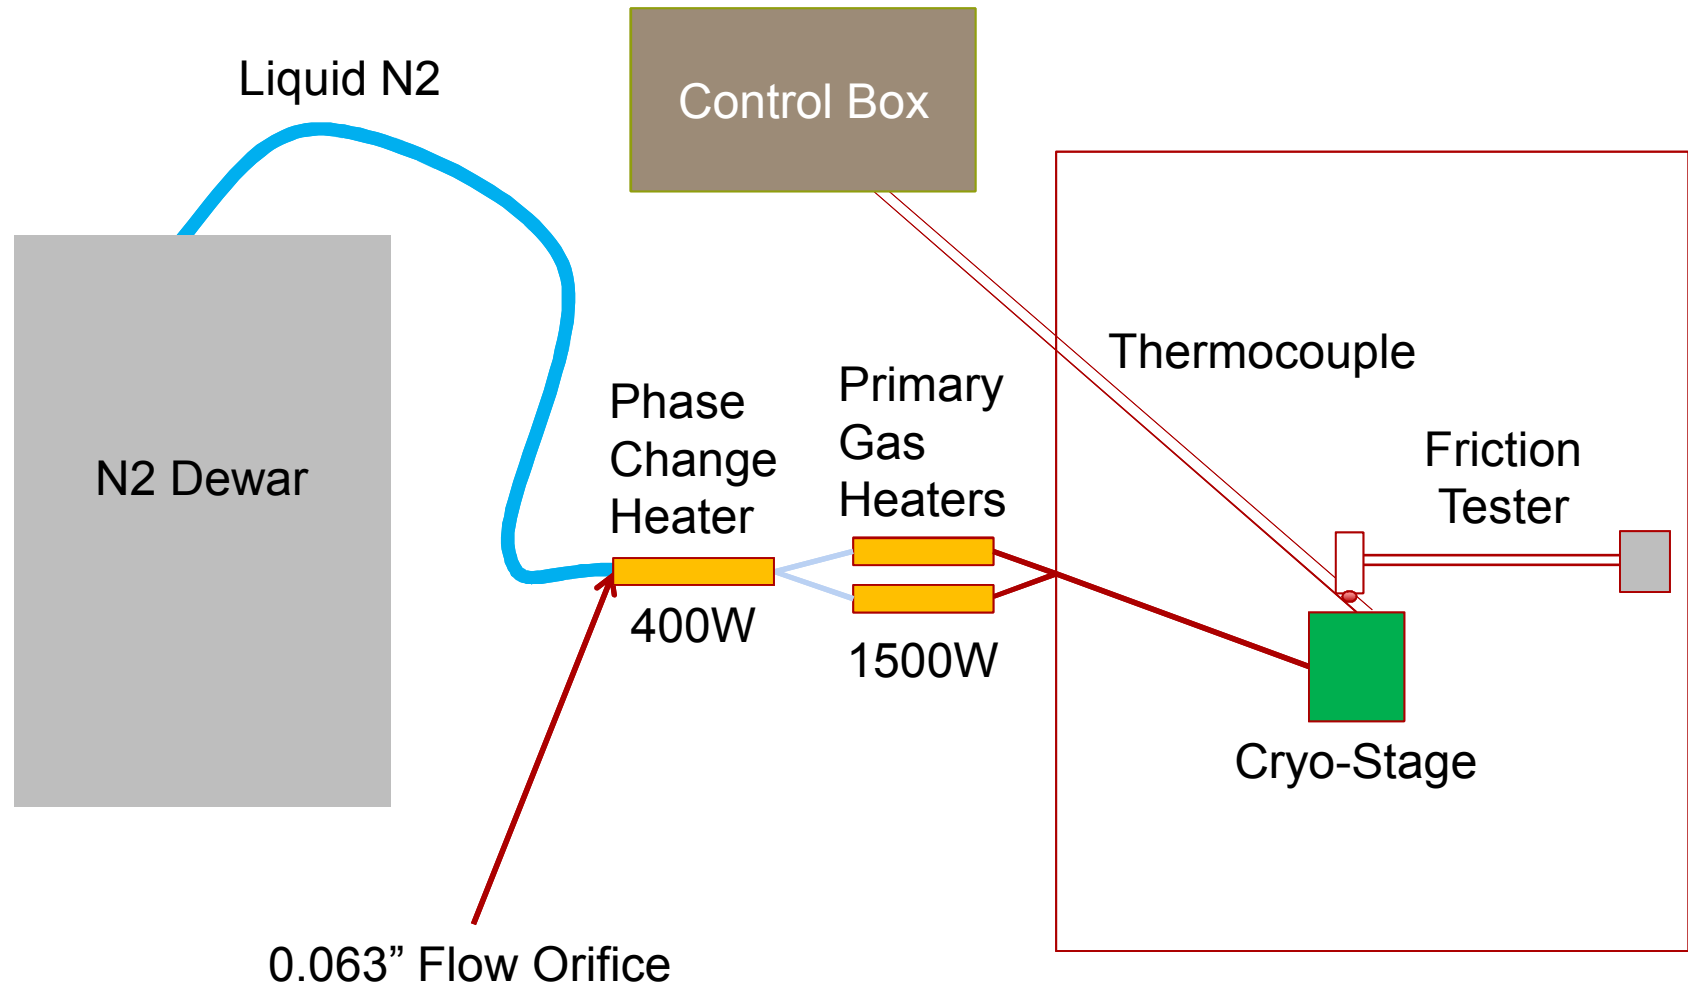 Liquid N2
Control Box
N2 Dewar
Phase
Change
Heater
400W
Primary
Gas
Heaters
1500W
Thermocouple
Friction
Tester
Cryo-Stage
0.063” Flow Orifice